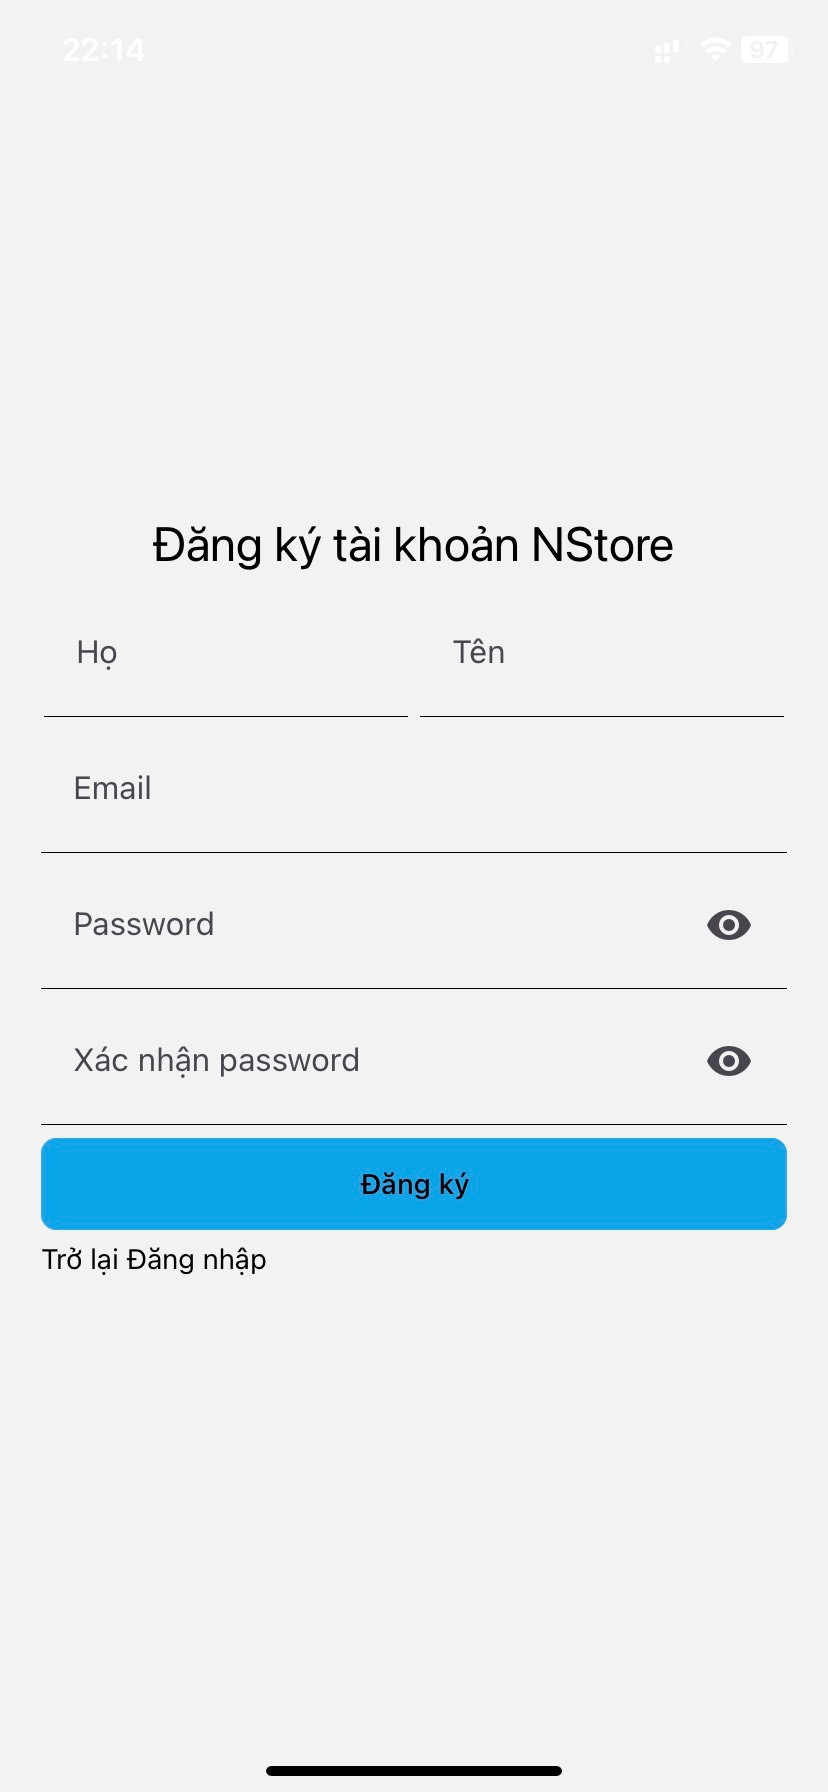 22:14
97
Đăng ký tài khoản NStore
Họ Tên
Email
Password
Xác nhận password
Đăng ký
Trở lại Đăng nhập